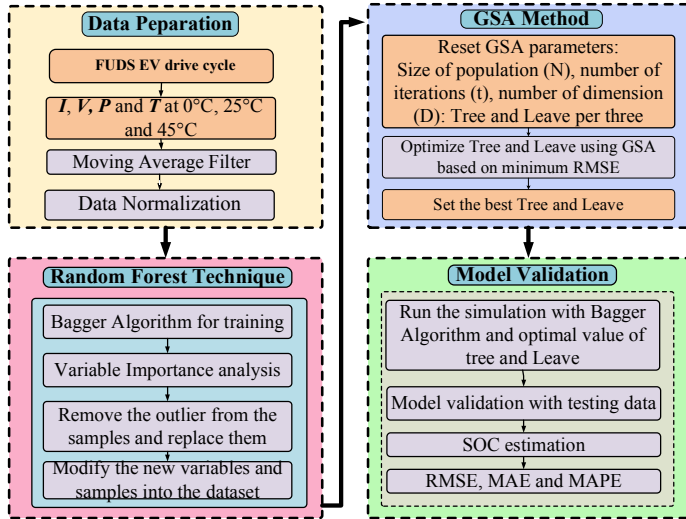 Data Peparation
FUDS EV drive cycle
I, V, P and T at 0°C, 25°C
and 45°C
Moving Average Filter
Data Normalization
Random Forest Technique
Bagger Algorithm for training
Variable Importance analysis
Remove the outlier from the
samples and replace them
Modify the new variables and
samples into the dataset
GSA Method
Reset GSA parameters:
Size of population (N), number of
iterations (t), number of dimension
(D): Tree and Leave per three
Optimize Tree and Leave using GSA
based on minimum RMSE
Set the best Tree and Leave
Model Validation
Run the simulation with Bagger
Algorithm and optimal value of
tree and Leave
Model validation with testing data
SOC estimation
RMSE, MAE and MAPE